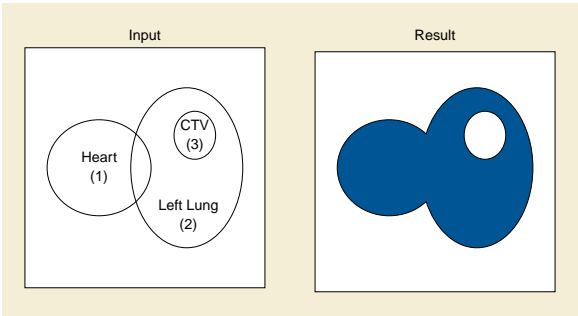 Input
Result
CTV
(3)
Heart
(1)
Left Lung
(2)